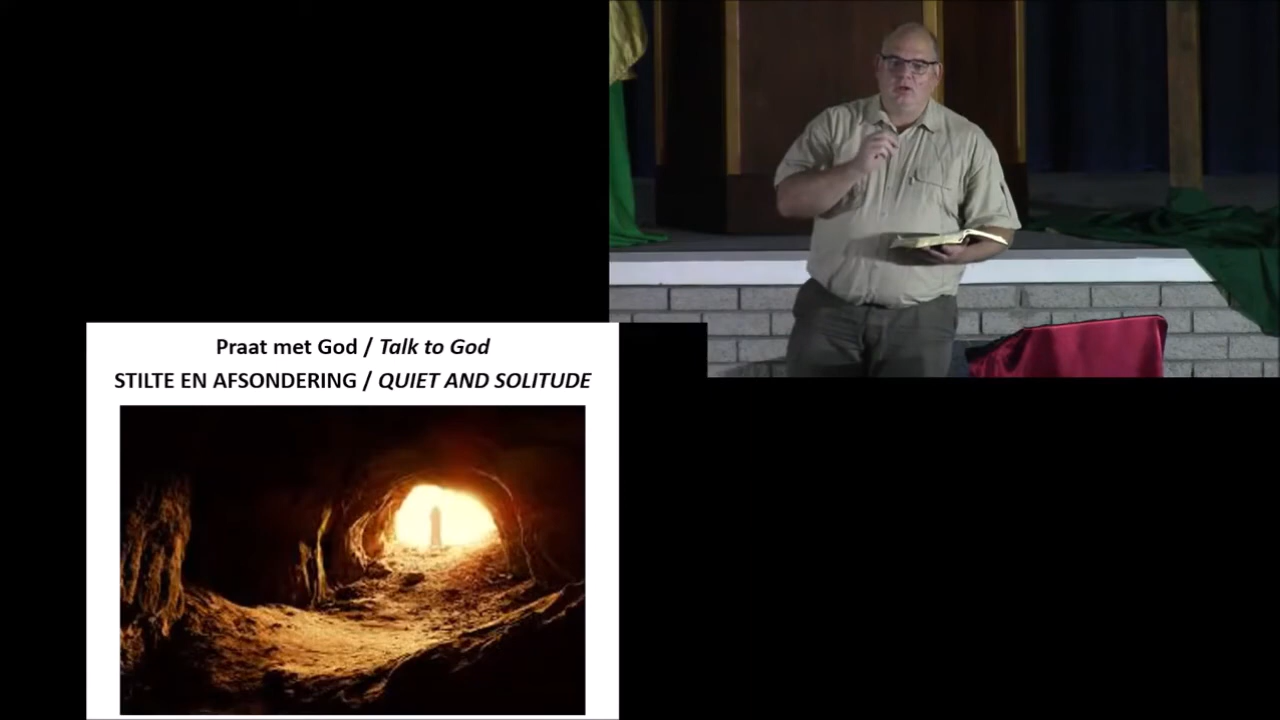 Praat met God / Talk to God
STILTE EN AFSONDERING / QUIET AND SOLITUDE